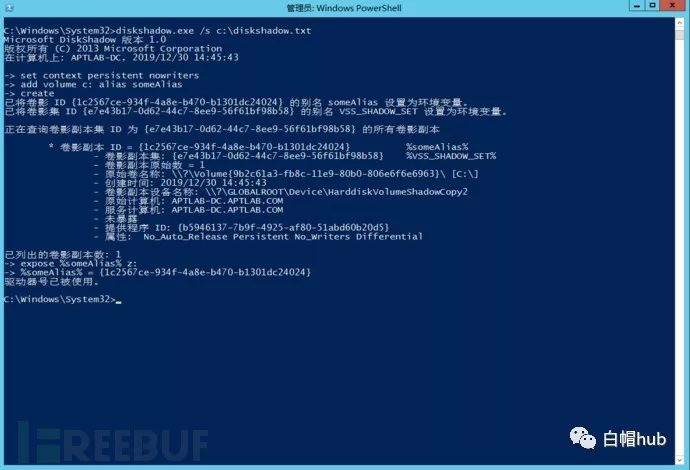 管理员: Windows PowerShell
C:\Windows\System32>diskshadow.exe /s c:\diskshadow.txt
Microsoft DiskShadow 版本 1.0
版权所有 (C) 2013 Microsoft Corporation
在计算机上: APTLAB-DC, 2019/12/30 14:45:43
-> set context persistent nowriters
-> add volume c: alias someAlias
-> create
已将卷影 ID {1c2567ce-934f-4a8e-b470-b1301dc24024} 的别名 someAlias 设置为环境变量。
已将卷影集 ID {e7e43b17-0d62-44c7-8ee9-56f61bf98b58} 的别名 VSS_SHADOW_SET 设置为环境变量。
正在查询卷影副本集 ID 为 {e7e43b17-0d62-44c7-8ee9-56f61bf98b58} 的所有卷影副本
* 卷影副本 ID = {1c2567ce-934f-4a8e-b470-b1301dc24024} %someAlias%
- 卷影副本集: {e7e43b17-0d62-44c7-8ee9-56f61bf98b58} %VSS_SHADOW_SET%
- 卷影副本原始数 = 1
- 原始卷名称: \\?\Volume{9b2c61a3-fb8c-11e9-80b0-806e6f6e6963}\ [C:\]
- 创建时间: 2019/12/30 14:45:43
- 卷影副本设备名称: \\?\GLOBALROOT\Device\HarddiskVolumeShadowCopy2
- 原始计算机: APTLAB-DC.APTLAB.COM
- 服务计算机: APTLAB-DC.APTLAB.COM
- 未暴露
- 提供程序 ID: {b5946137-7b9f-4925-af80-51abd60b20d5}
- 属性: No_Auto_Release Persistent No_Writers Differential
已列出的卷影副本数: 1
-> expose %someAlias% z:
-> %someAlias% = {1c2567ce-934f-4a8e-b470-b1301dc24024}
驱动器号已被使用。
C:\Windows\System32>_
FREEBUF
白帽hub